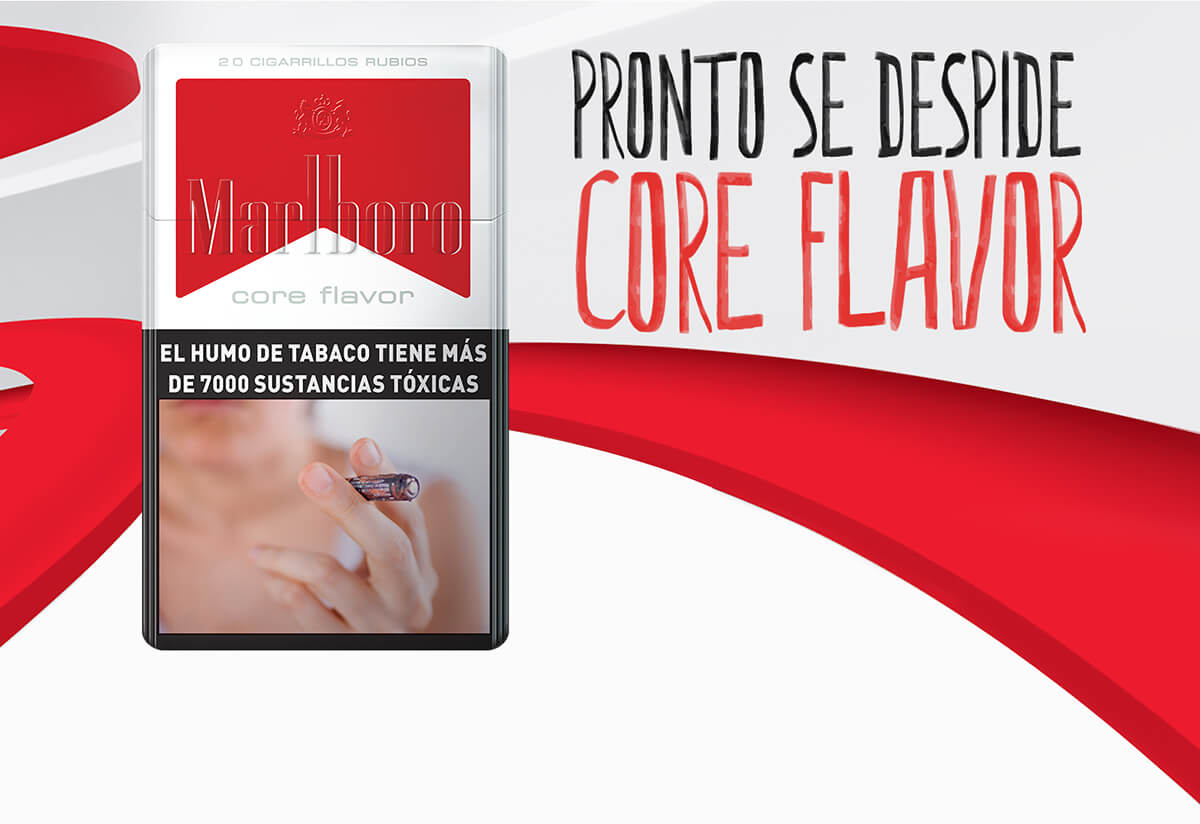 20 CIGARRILLOS RUBIOS
Marlboro
core flavor
EL HUMO DE TABACO TIENE MÁS
DE 7000 SUSTANCIAS TÓXICAS
PRONTO SE DESPIDE
CORE FLAVOR